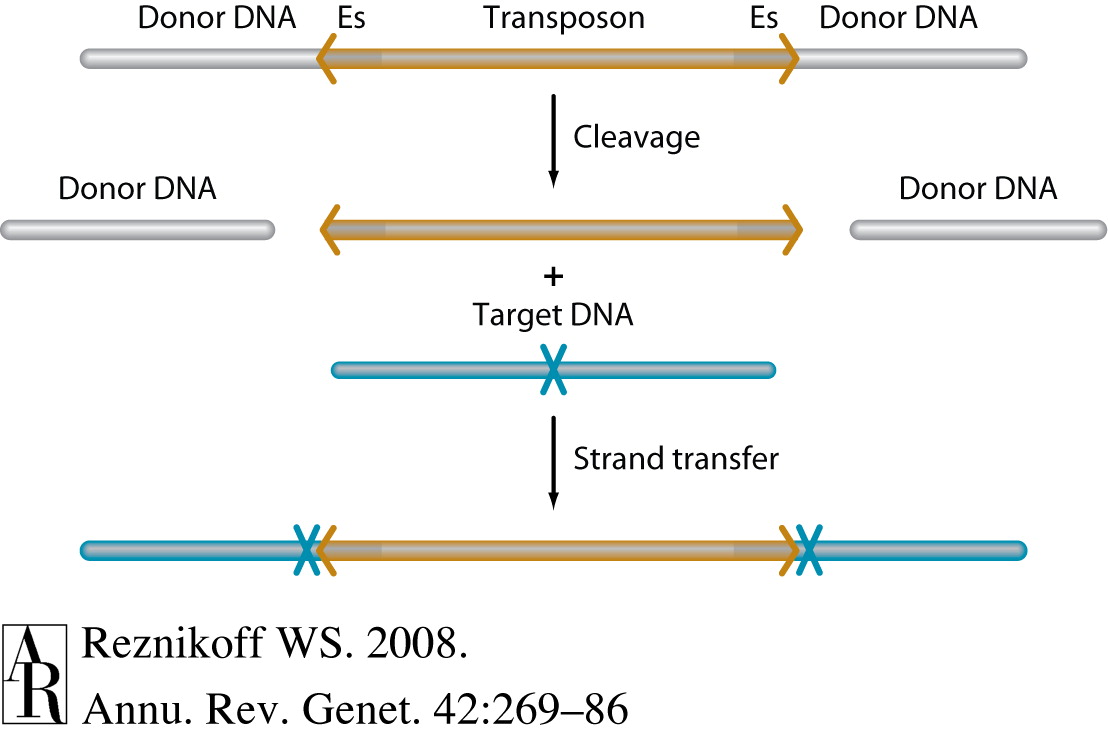 Donor DNA Es Transposon Es Donor DNA
Cleavage
Donor DNA Donor DNA
+
Target DNA
Strand transfer
AR Reznikoff WS. 2008.
Annu. Rev. Genet. 42:269–86